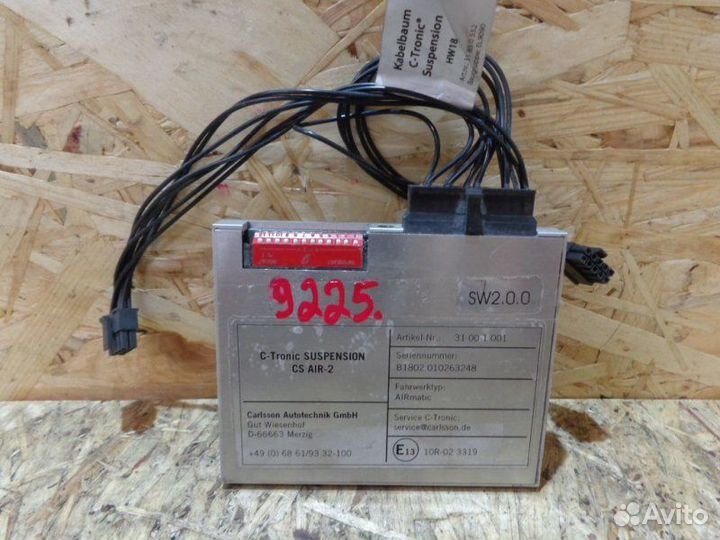 Kabelbaum
C-Tronic®
Suspension
HW18
9225.
SW2.0.0
C-Tronic SUSPENSION
CS AIR-2
Carlsson Autotechnik GmbH
Gut Wiesenhof
D-66663 Merzig
+49 (0) 68 61/93 32-100
Artikel-Nr.: 31 00 1 001
Seriennummer:
B1802 010263248
Fahrwerktyp:
AIRmatic
Service C-Tronic:
service@carlsson.de
E13 10R-02 3319
Avito